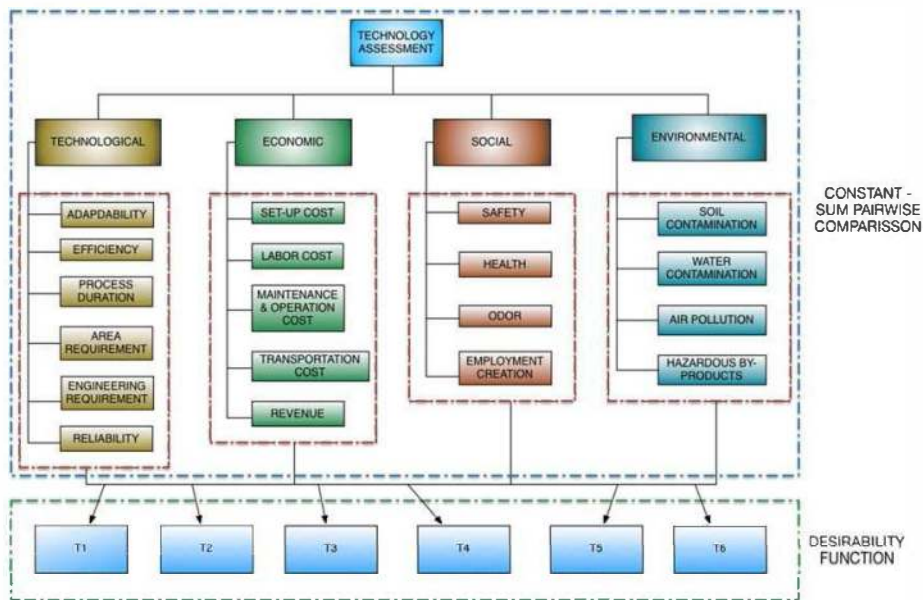 TECHNOLOGY
ASSESSMENT
TECHNOLOGICAL
ECONOMIC
SOCIAL
ENVIRONMENTAL
ADAPDABILITY
EFFICIENCY
PROCESS
DURATION
AREA
REQUIREMENT
ENGINEERING
REQUIREMENT
RELIABILITY
SET-UP COST
LABOR COST
MAINTENANCE
& OPERATION
COST
TRANSPORTATION
COST
REVENUE
SAFETY
HEALTH
ODOR
EMPLOYMENT
CREATION
SOIL
CONTAMINATION
WATER
CONTAMINATION
AIR POLLUTION
HAZARDOUS BY-
PRODUCTS
CONSTANT -
SUM PAIRWISE
COMPARISSON
T1
T2
T3
T4
T5
T6
DESIRABILITY
FUNCTION